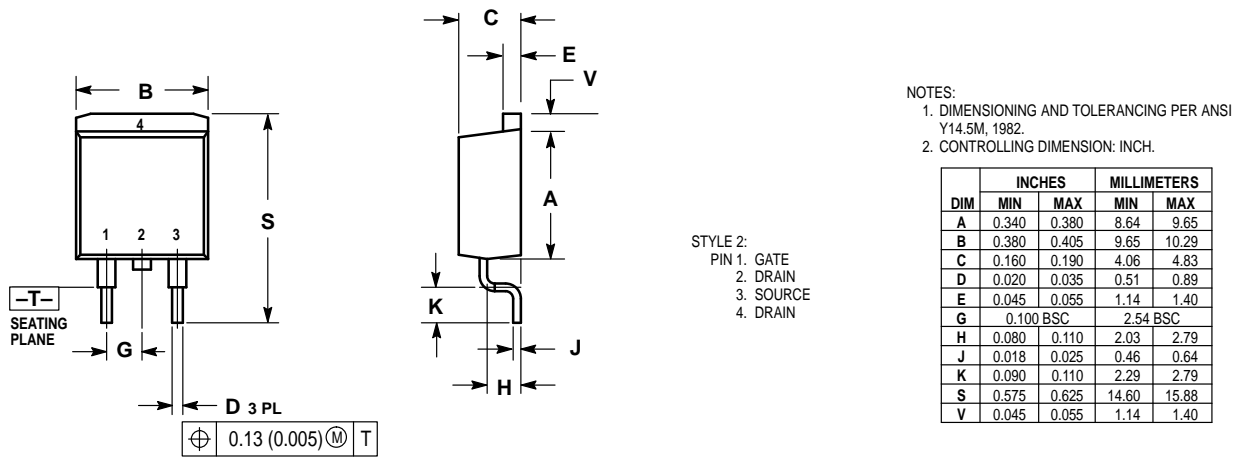 C
E
V
B
4
A
S
1 2 3
K
–T–
SEATING
PLANE
G
J
H
D 3 PL
⌖ 0.13 (0.005) Ⓜ T
STYLE 2:
PIN 1. GATE
2. DRAIN
3. SOURCE
4. DRAIN
NOTES:
1. DIMENSIONING AND TOLERANCING PER ANSI
Y14.5M, 1982.
2. CONTROLLING DIMENSION: INCH.
INCHES MILLIMETERS
DIM MIN MAX MIN MAX
A 0.340 0.380 8.64 9.65
B 0.380 0.405 9.65 10.29
C 0.160 0.190 4.06 4.83
D 0.020 0.035 0.51 0.89
E 0.045 0.055 1.14 1.40
G 0.100 BSC 2.54 BSC
H 0.080 0.110 2.03 2.79
J 0.018 0.025 0.46 0.64
K 0.090 0.110 2.29 2.79
S 0.575 0.625 14.60 15.88
V 0.045 0.055 1.14 1.40